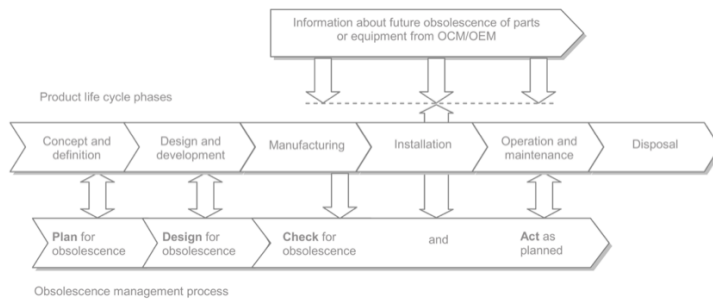 Information about future obsolescence of parts
or equipment from OCM/OEM
Product life cycle phases
Concept and
definition
Design and
development
Manufacturing
Installation
Operation and
maintenance
Disposal
Plan for
obsolescence
Design for
obsolescence
Check for
obsolescence
and
Act as
planned
Obsolescence management process